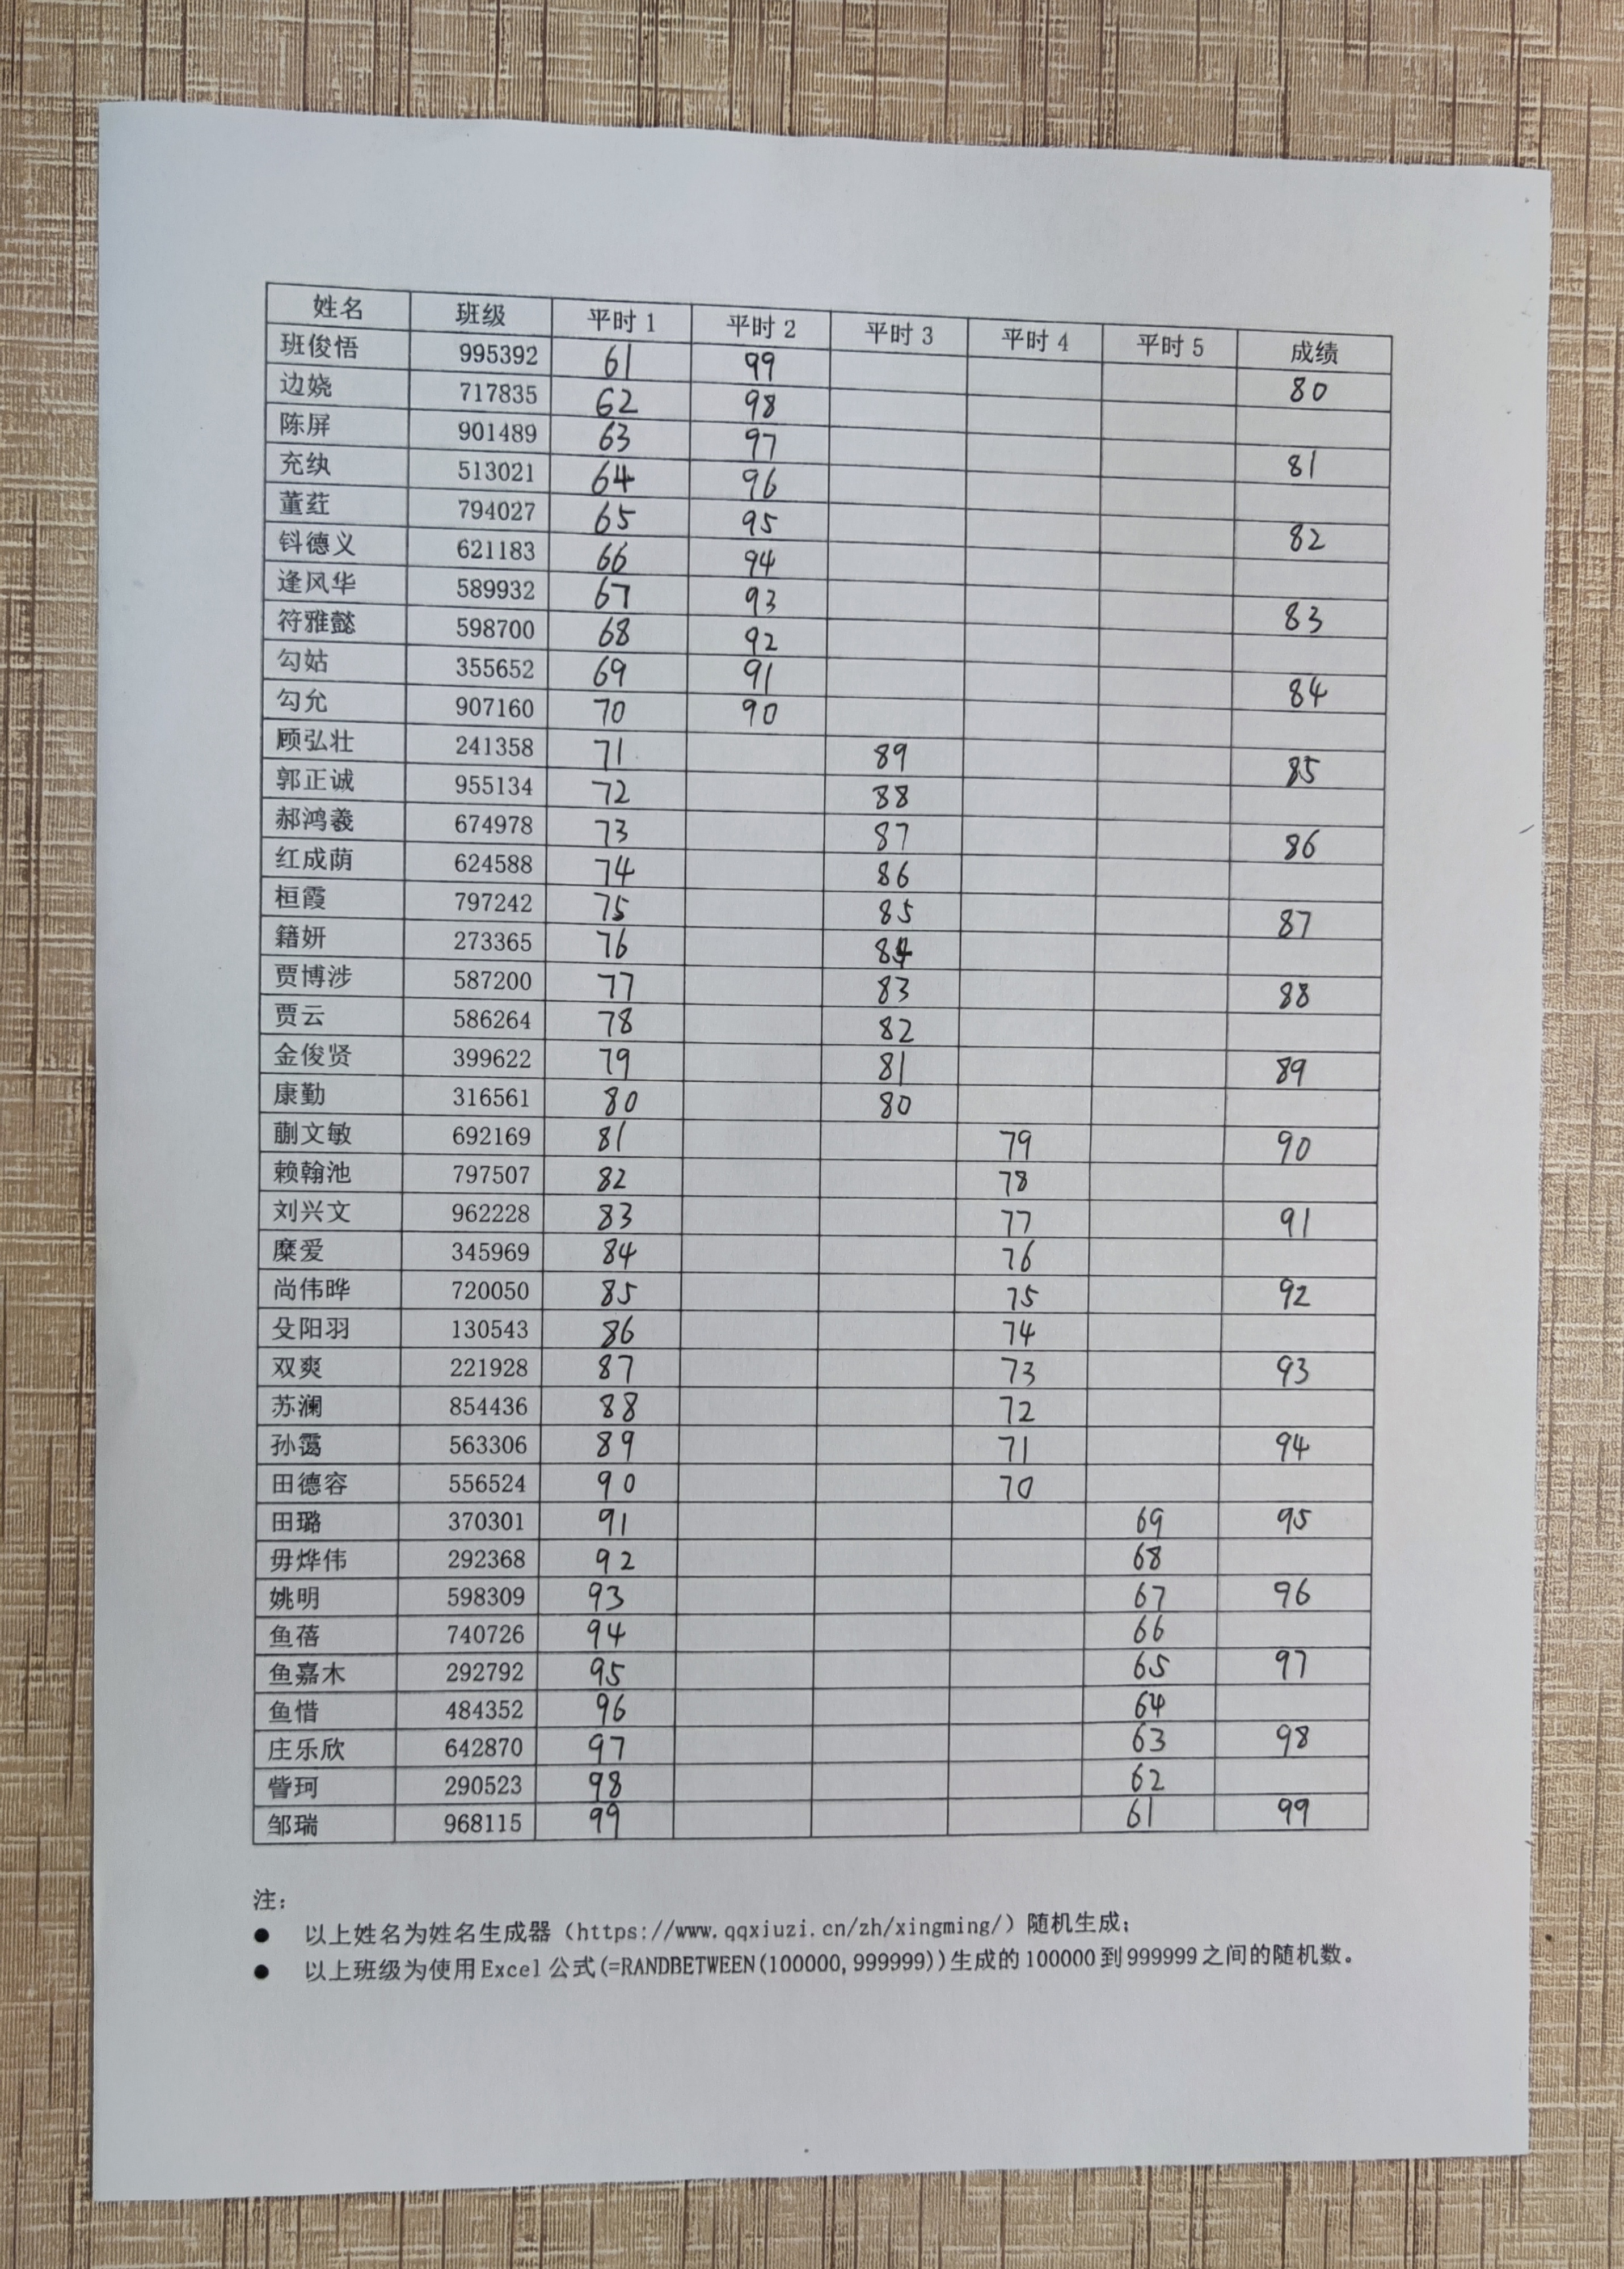 姓名 班级 平时1 平时2 平时3 平时4 平时5 成绩
班俊悟 995392 61 99 80
边娆 717835 62 98
陈屏 901489 63 97 81
充纨 513021 64 96
董荭 794027 65 95 82
钭德义 621183 66 94
逄风华 589932 67 93 83
符雅懿 598700 68 92
勾姑 355652 69 91 84
勾允 907160 70 90
顾弘壮 241358 71 89 85
郭正诚 955134 72 88
郝鸿羲 674978 73 87 86
红成荫 624588 74 86
桓霞 797242 75 85 87
籍妍 273365 76 84
贾博涉 587200 77 83 88
贾云 586264 78 82
金俊贤 399622 79 81 89
康勤 316561 80 80
蒯文敏 692169 81 79 90
赖翰池 797507 82 78
刘兴文 962228 83 77 91
糜爱 345969 84 76
尚伟晔 720050 85 75 92
殳阳羽 130543 86 74
双爽 221928 87 73 93
苏澜 854436 88 72
孙霭 563306 89 71 94
田德容 556524 90 70
田璐 370301 91 69 95
毋烨伟 292368 92 68
姚明 598309 93 67 96
鱼蓓 740726 94 66
鱼嘉木 292792 95 65 97
鱼惜 484352 96 64
庄乐欣 642870 97 63 98
訾珂 290523 98 62
邹瑞 968115 99 61 99
注：
● 以上姓名为姓名生成器（https://www.qqxiuzi.cn/zh/xingming/）随机生成；
● 以上班级为使用Excel公式(=RANDBETWEEN(100000,999999))生成的100000到999999之间的随机数。